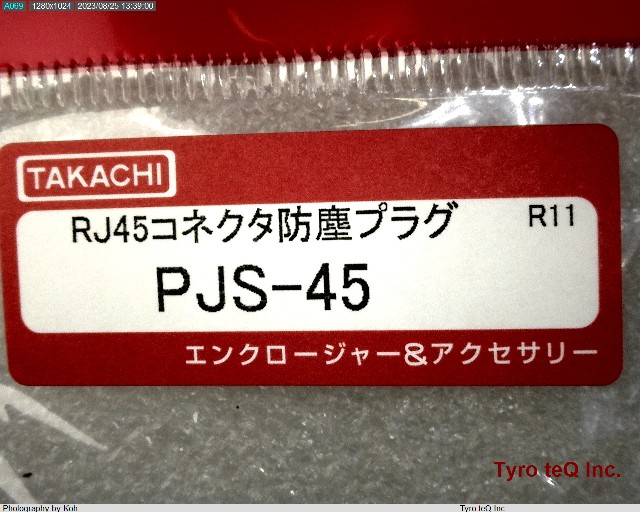 A069 1280x1024 2023/08/25 13:39:00
TAKACHI
RJ45コネクタ防塵プラグ R11
PJS-45
エンクロージャー&アクセサリー
Tyro teQ Inc.
Photography by Koh Tyro teQ Inc